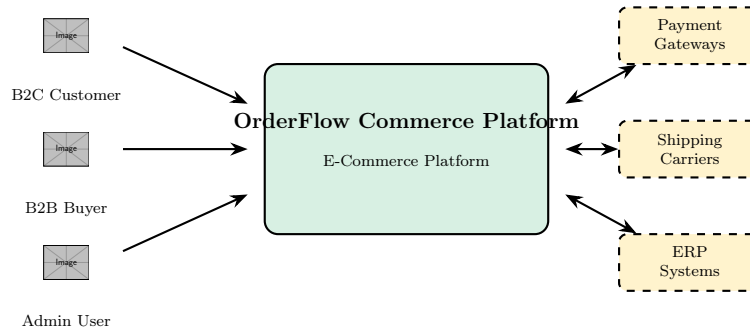 Image
B2C Customer
Image
B2B Buyer
Image
Admin User
OrderFlow Commerce Platform
E-Commerce Platform
Payment
Gateways
Shipping
Carriers
ERP
Systems